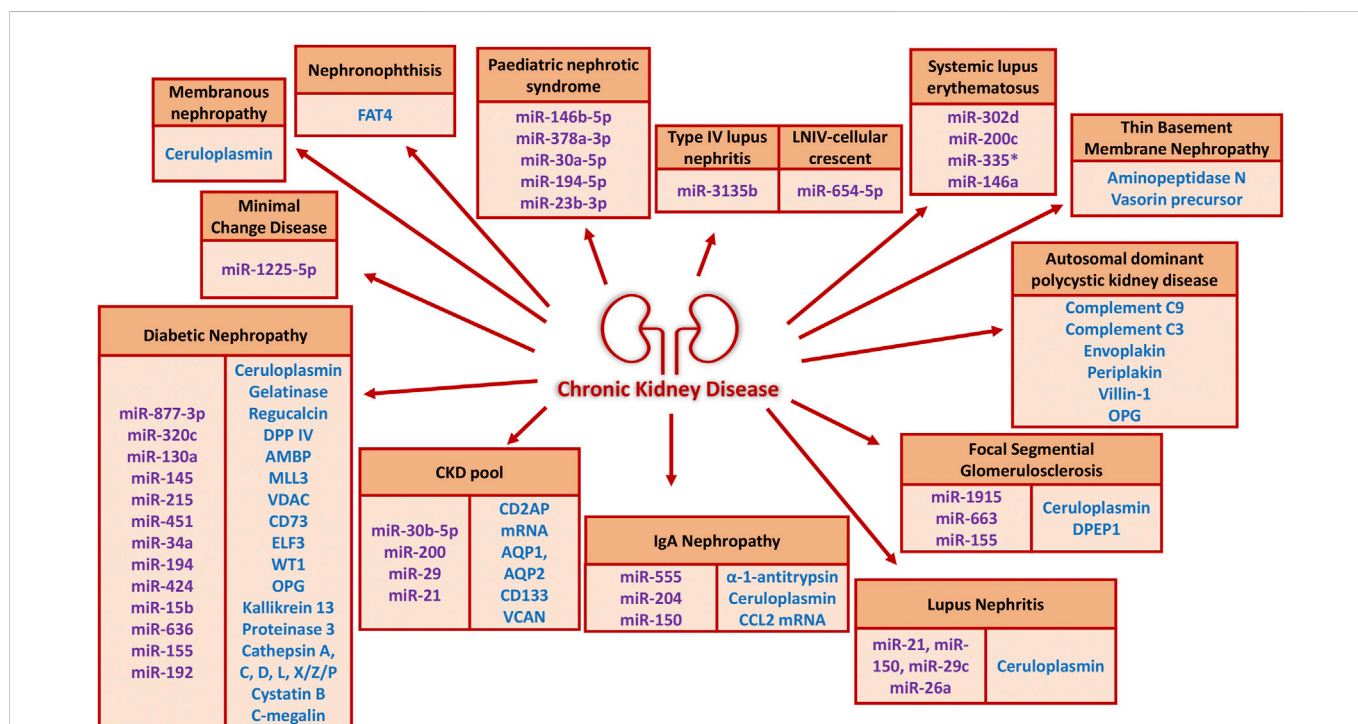 Membranous
nephropathy
Ceruloplasmin
Nephronophthisis
FAT4
Paediatric nephrotic
syndrome
miR-146b-5p
miR-378a-3p
miR-30a-5p
miR-194-5p
miR-23b-3p
Type IV lupus
nephritis
miR-3135b
LNIV-cellular
crescent
miR-654-5p
Systemic lupus
erythematosus
miR-302d
miR-200c
miR-335*
miR-146a
Thin Basement
Membrane Nephropathy
Aminopeptidase N
Vasorin precursor
Minimal
Change Disease
miR-1225-5p
Autosomal dominant
polycystic kidney disease
Complement C9
Complement C3
Envoplakin
Periplakin
Villin-1
OPG
Chronic Kidney Disease
Diabetic Nephropathy
miR-877-3p
miR-320c
miR-130a
miR-145
miR-215
miR-451
miR-34a
miR-194
miR-424
miR-15b
miR-636
miR-155
miR-192
Ceruloplasmin
Gelatinase
Regucalcin
DPP IV
AMBP
MLL3
VDAC
CD73
ELF3
WT1
OPG
Kallikrein 13
Proteinase 3
Cathepsin A,
C, D, L, X/Z/P
Cystatin B
C-megalin
CKD pool
miR-30b-5p
miR-200
miR-29
miR-21
CD2AP
mRNA
AQP1,
AQP2
CD133
VCAN
IgA Nephropathy
miR-555
miR-204
miR-150
α-1-antitrypsin
Ceruloplasmin
CCL2 mRNA
Focal Segmential
Glomerulosclerosis
miR-1915
miR-663
miR-155
Ceruloplasmin
DPEP1
Lupus Nephritis
miR-21, miR-
150, miR-29c
miR-26a
Ceruloplasmin